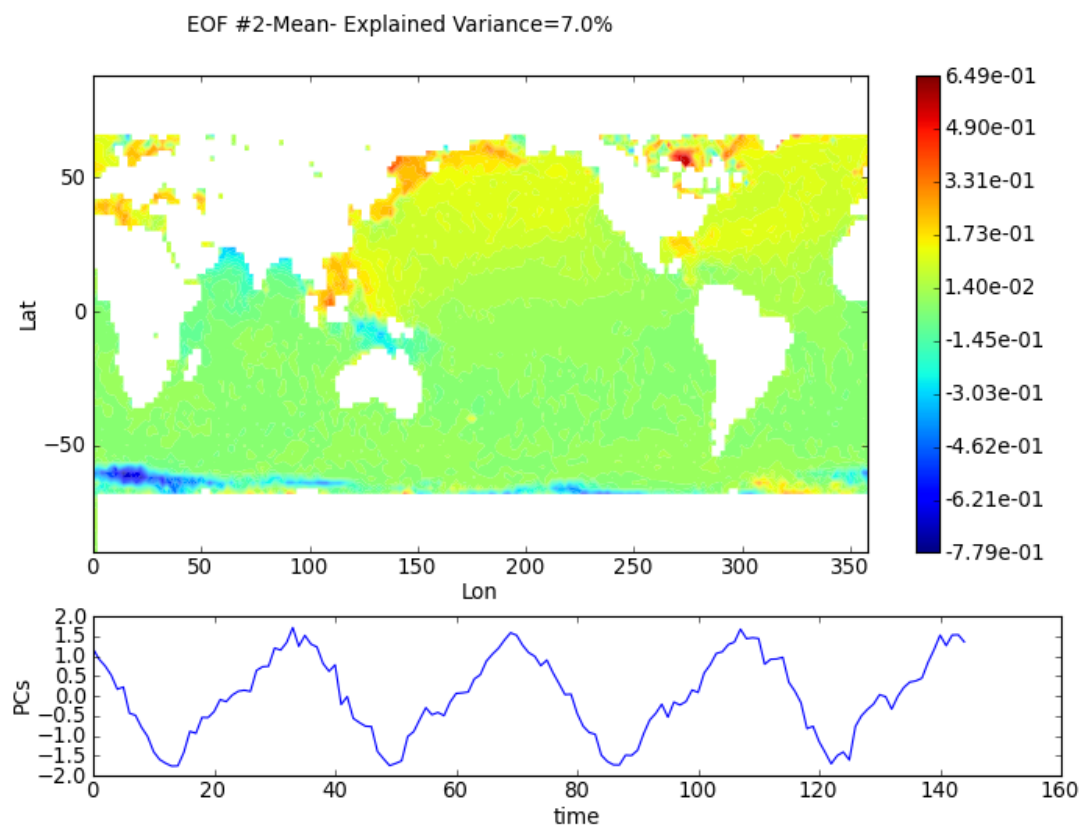 EOF #2-Mean- Explained Variance=7.0%
6.49e-01
4.90e-01
3.31e-01
1.73e-01
1.40e-02
-1.45e-01
-3.03e-01
-4.62e-01
-6.21e-01
-7.79e-01
Lat
50
0
−50
0 50 100 150 200 250 300 350
Lon
PCs
2.0
1.5
1.0
0.5
0.0
−0.5
−1.0
−1.5
−2.0
0 20 40 60 80 100 120 140 160
time